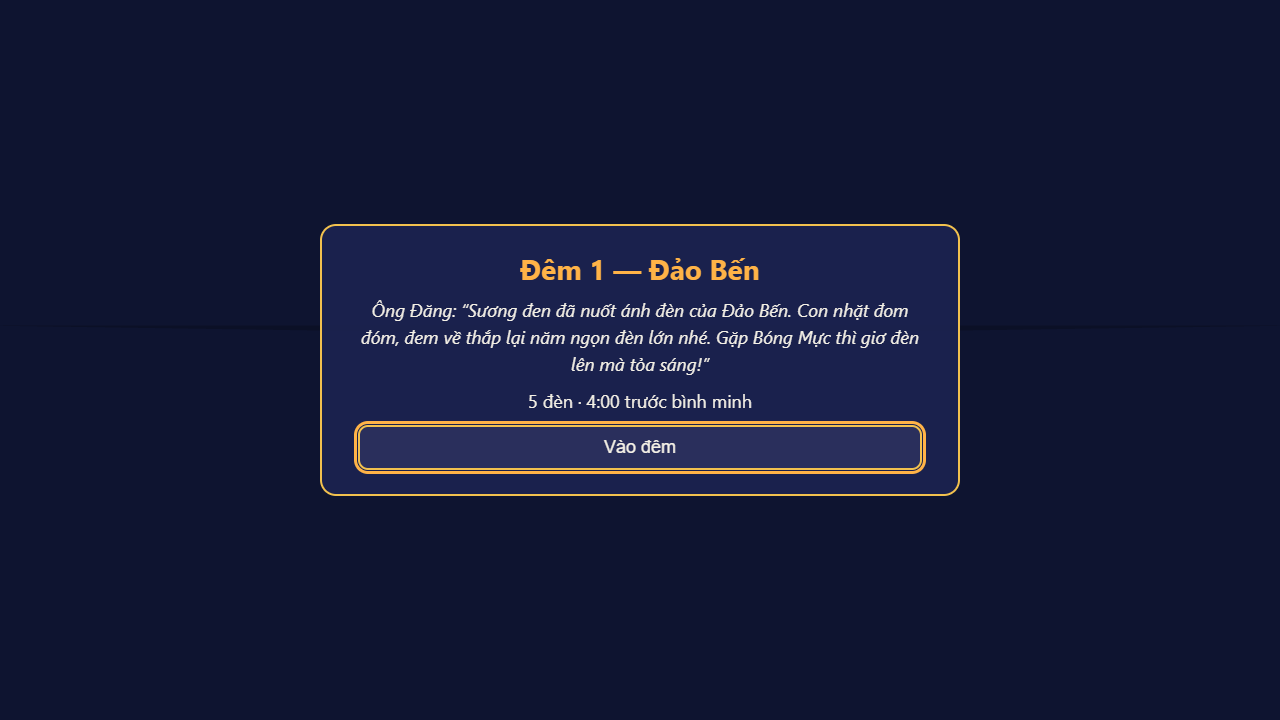 Đêm 1 — Đảo Bến
Ông Đăng: “Sương đen đã nuốt ánh đèn của Đảo Bến. Con nhặt đom
đóm, đem về thắp lại năm ngọn đèn lớn nhé. Gặp Bóng Mực thì giơ đèn
lên mà tỏa sáng!”
5 đèn · 4:00 trước bình minh
Vào đêm